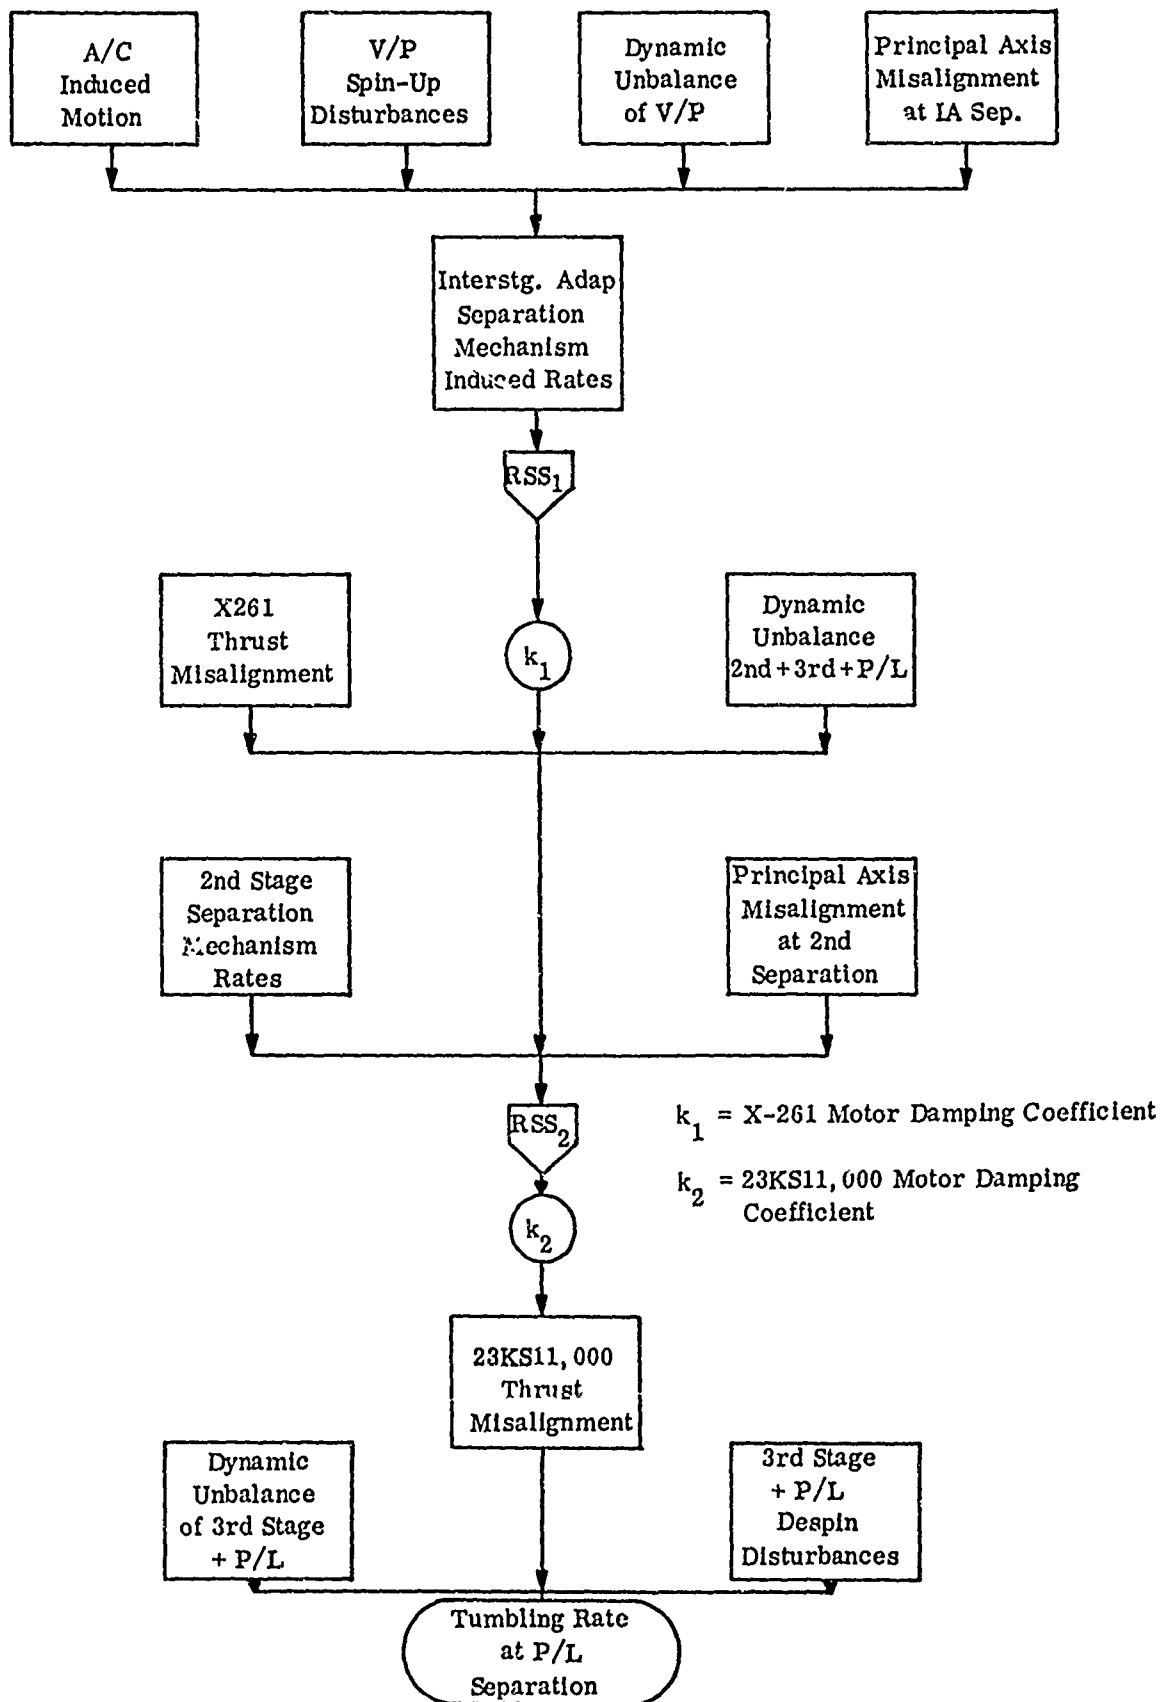 A/C
Induced
Motion
V/P
Spin-Up
Disturbances
Dynamic
Unbalance
of V/P
Principal Axis
Misalignment
at IA Sep.
Interstg. Adap
Separation
Mechanism
Induced Rates
RSS1
k1
X261
Thrust
Misalignment
Dynamic
Unbalance
2nd+3rd+P/L
2nd Stage
Separation
Mechanism
Rates
Principal Axis
Misalignment
at 2nd
Separation
RSS2
k1 = X-261 Motor Damping Coefficient
k2 = 23KS11,000 Motor Damping
Coefficient
k2
23KS11,000
Thrust
Misalignment
Dynamic
Unbalance
of 3rd Stage
+ P/L
3rd Stage
+ P/L
Despin
Disturbances
Tumbling Rate
at P/L
Separation